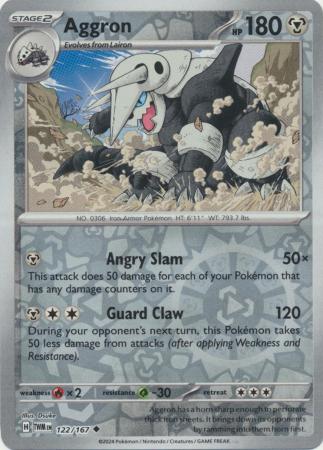 STAGE2
Aggron
HP 180
Evolves from Lairon
NO. 0306 Iron Armor Pokémon HT: 6'11" WT: 793.7 lbs.
Angry Slam 50×
This attack does 50 damage for each of your Pokémon that
has any damage counters on it.
Guard Claw 120
During your opponent's next turn, this Pokémon takes
50 less damage from attacks (after applying Weakness and
Resistance).
weakness × 2 resistance -30 retreat
Illus. Osuke
H TWM EN 122/167
Aggron has a horn sharp enough to perforate
thick iron sheets. It brings down its opponents
by ramming into them horn first.
©2024 Pokémon / Nintendo / Creatures / GAME FREAK